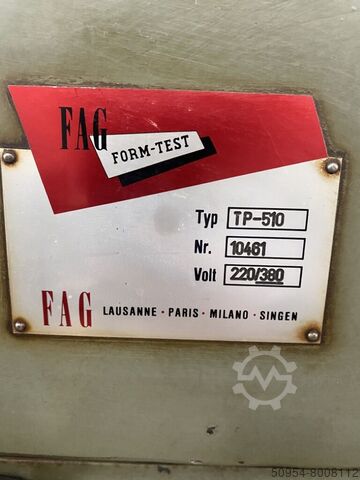 FAG
FORM-TEST
Typ TP-510
Nr. 10461
Volt 220/380
FAG LAUSANNE · PARIS · MILANO · SINGEN
50954-8008112